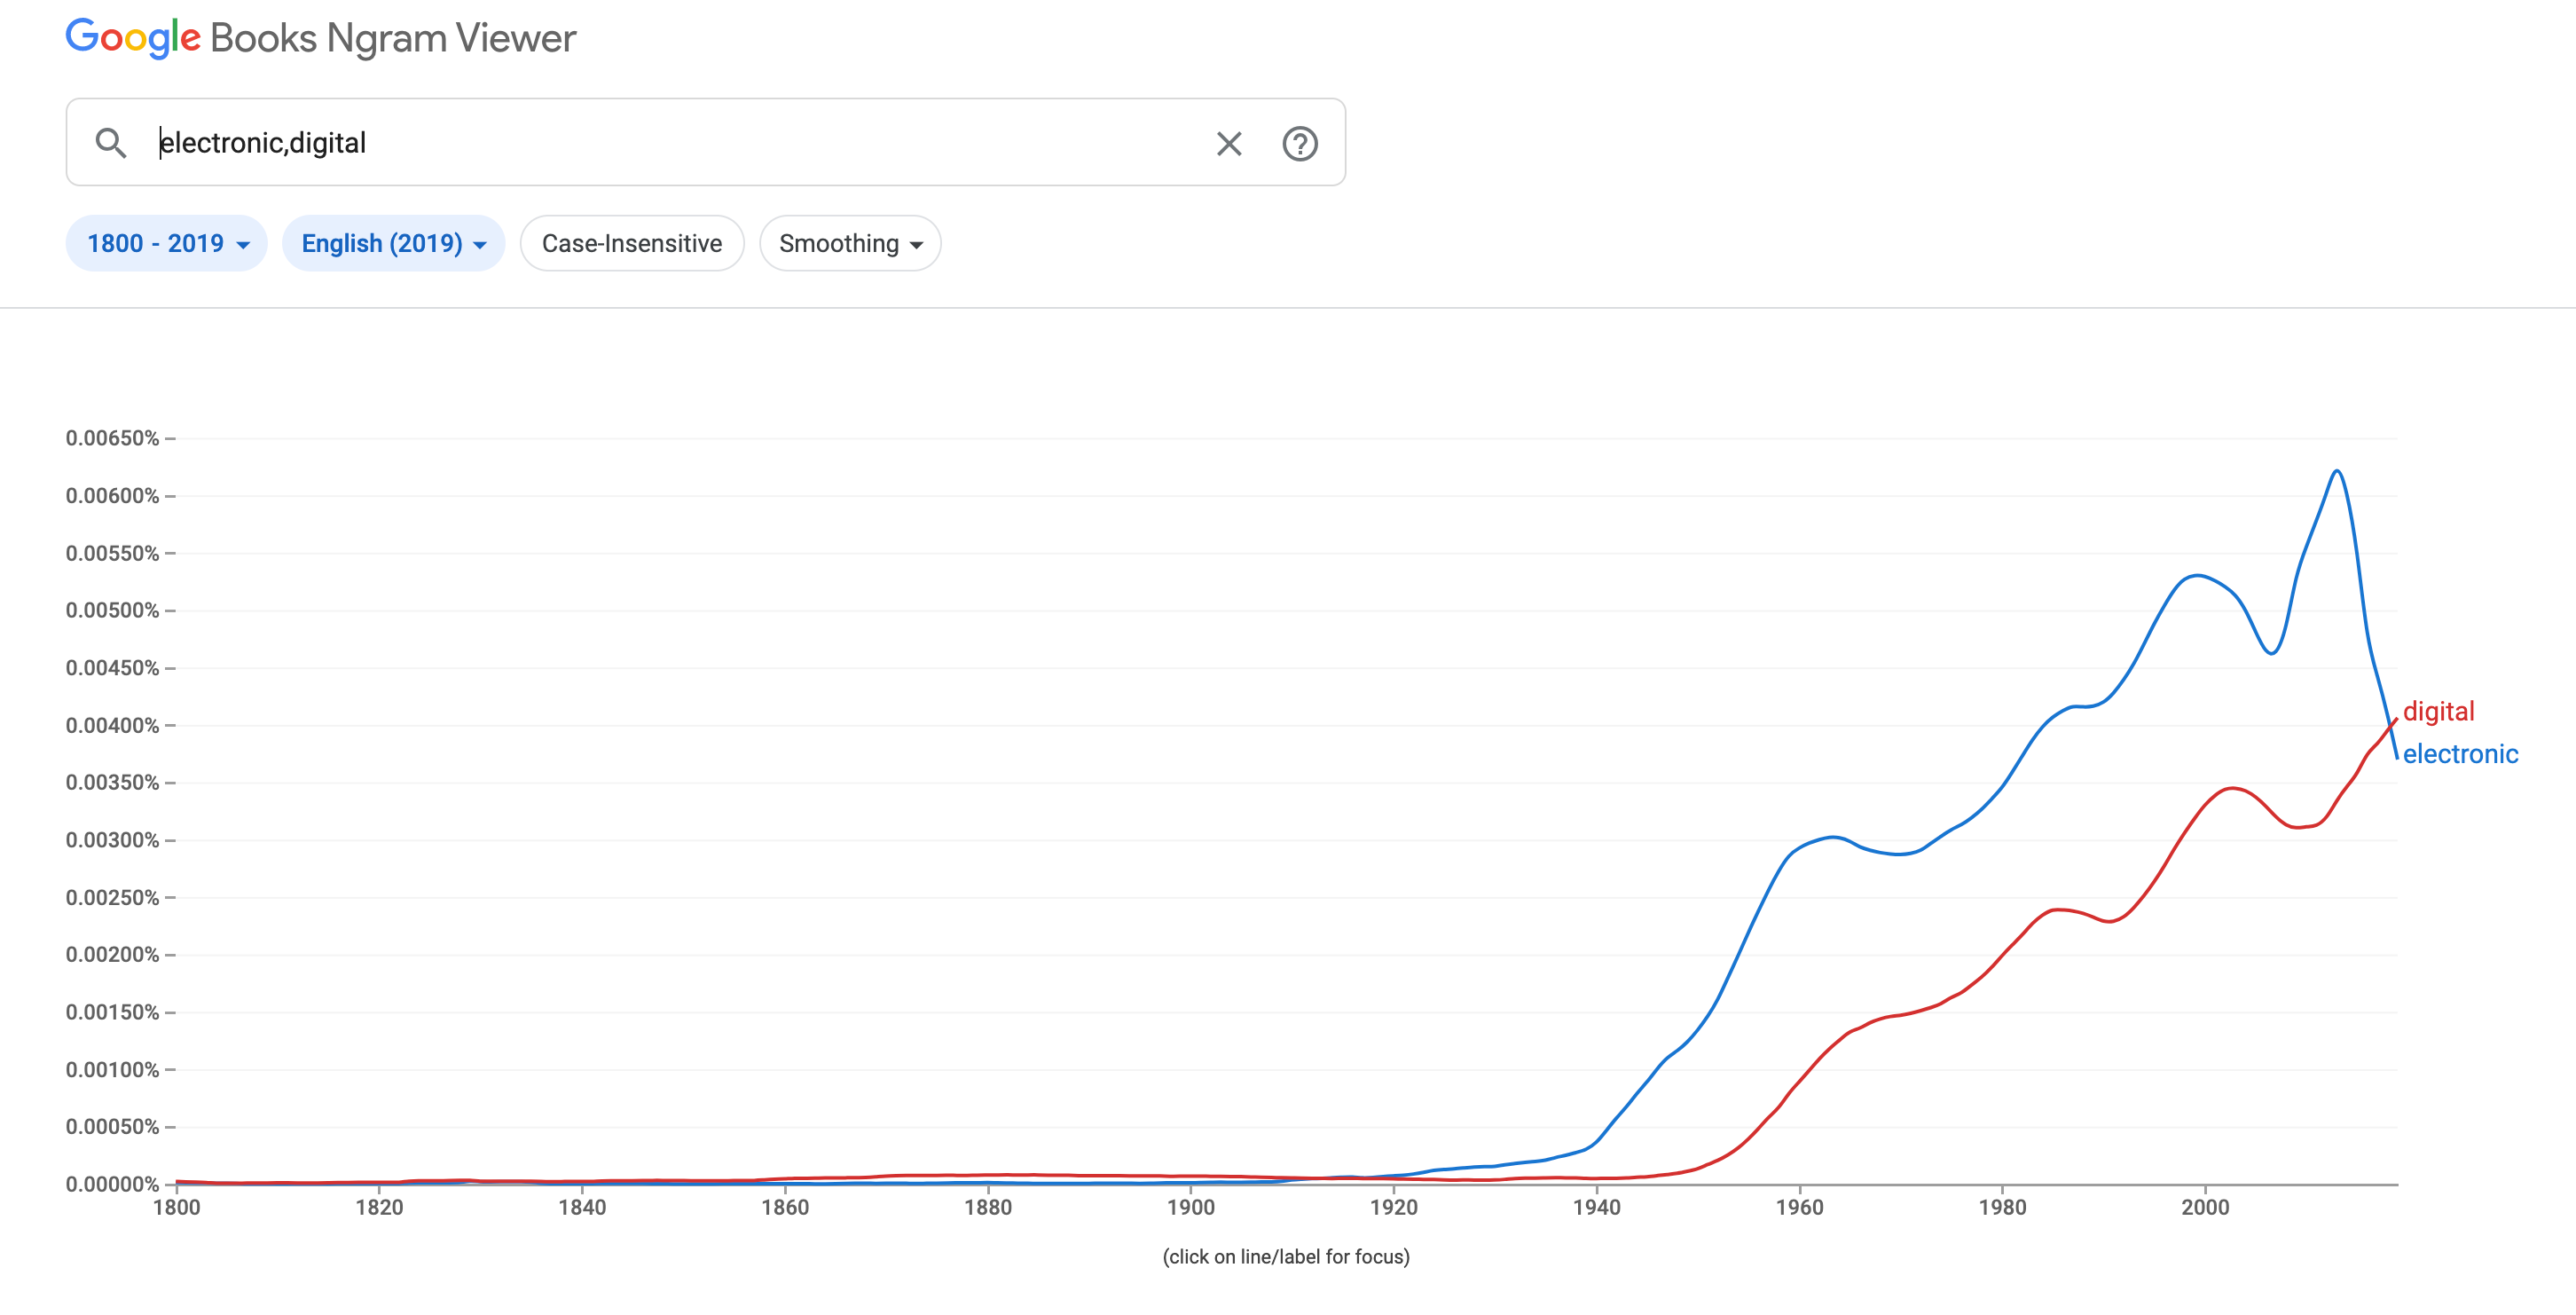 Google Books Ngram Viewer
electronic,digital
1800 - 2019 English (2019) Case-Insensitive Smoothing
0.00650%
0.00600%
0.00550%
0.00500%
0.00450%
0.00400%
digital
electronic
0.00350%
0.00300%
0.00250%
0.00200%
0.00150%
0.00100%
0.00050%
0.00000%
1800 1820 1840 1860 1880 1900 1920 1940 1960 1980 2000
(click on line/label for focus)